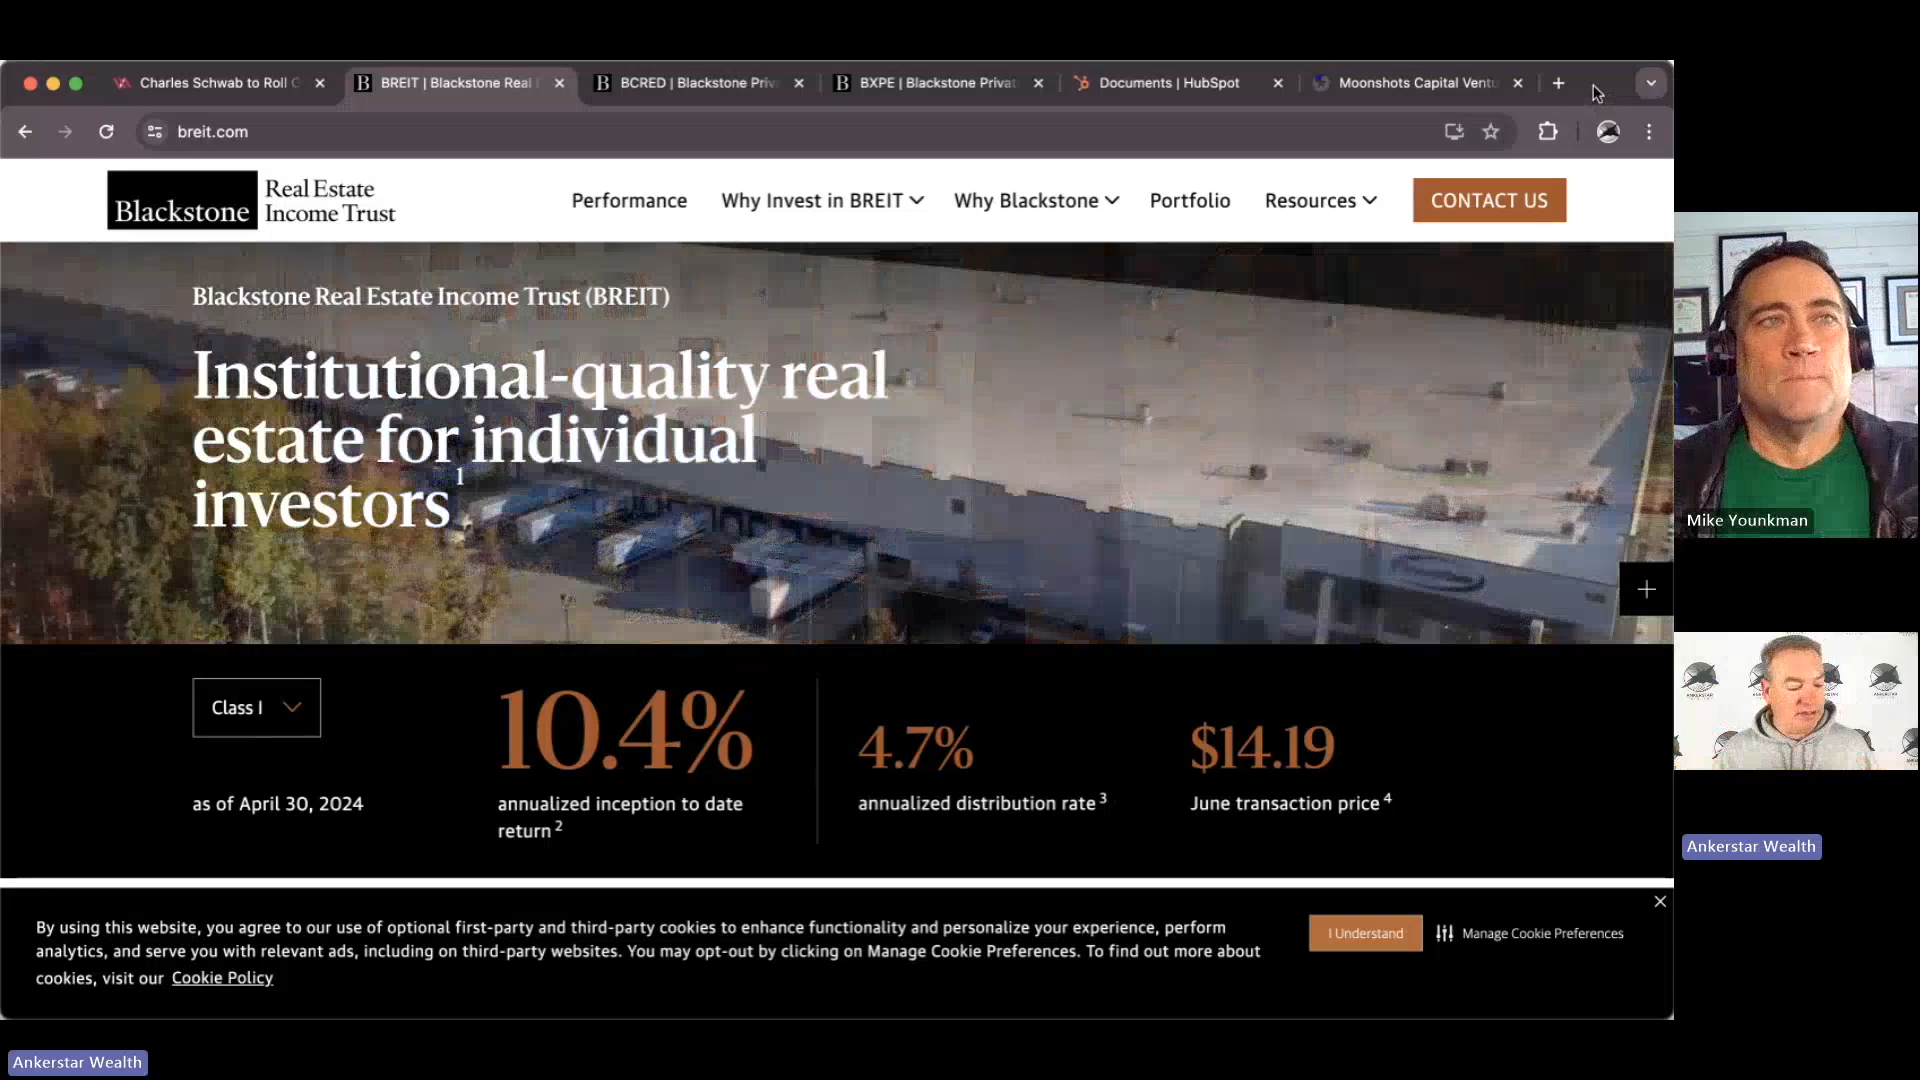 Charles Schwab to Roll
BREIT | Blackstone Real
BCRED | Blackstone Priv
BXPE | Blackstone Privat
Documents | HubSpot
Moonshots Capital Ventu
breit.com
Blackstone
Real Estate
Income Trust
Performance
Why Invest in BREIT
Why Blackstone
Portfolio
Resources
CONTACT US
Blackstone Real Estate Income Trust (BREIT)
Institutional-quality real
estate for individual
investors 1
Class I
as of April 30, 2024
10.4%
annualized inception to date
return 2
4.7%
annualized distribution rate 3
$14.19
June transaction price 4
By using this website, you agree to our use of optional first-party and third-party cookies to enhance functionality and personalize your experience, perform
analytics, and serve you with relevant ads, including on third-party websites. You may opt-out by clicking on Manage Cookie Preferences. To find out more about
cookies, visit our Cookie Policy
I Understand
Manage Cookie Preferences
Mike Younkman
Ankerstar Wealth
Ankerstar Wealth